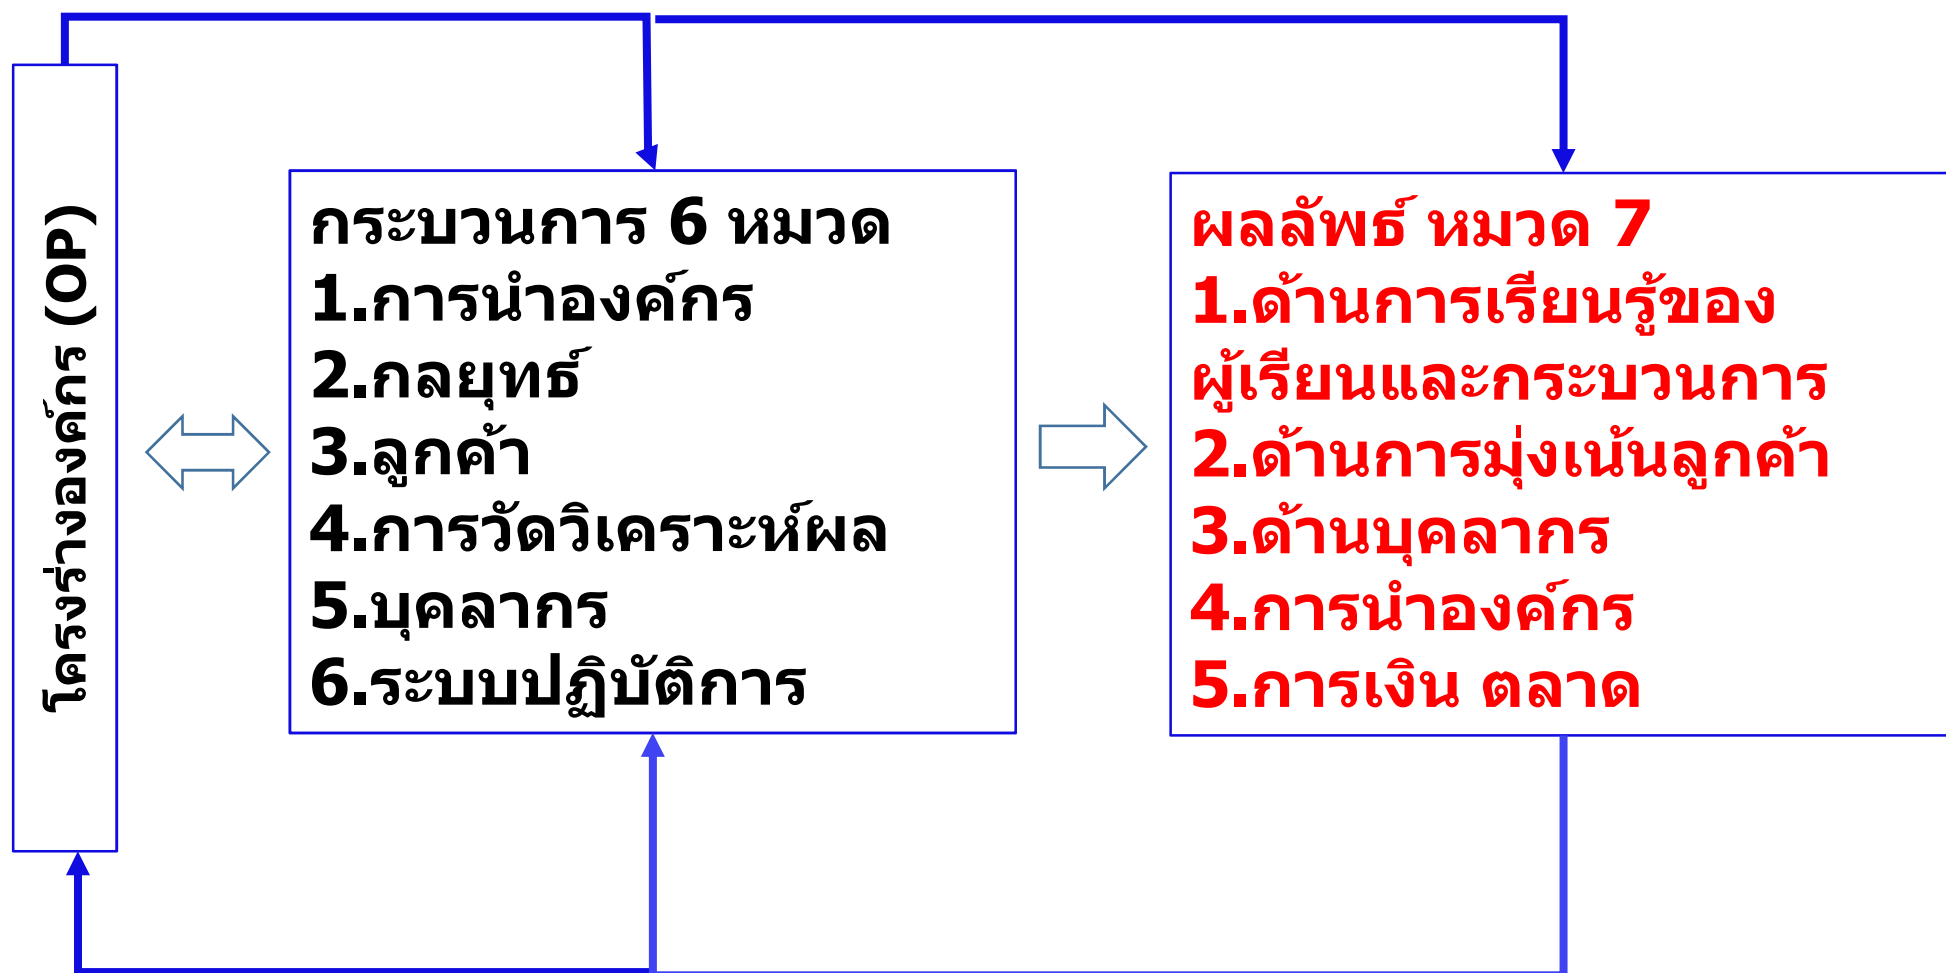 โครงร่างองค์กร (OP)
กระบวนการ 6 หมวด
1.การนำองค์กร
2.กลยุทธ์
3.ลูกค้า
4.การวัดวิเคราะห์ผล
5.บุคลากร
6.ระบบปฏิบัติการ
ผลลัพธ์ หมวด 7
1.ด้านการเรียนรู้ของ
ผู้เรียนและกระบวนการ
2.ด้านการมุ่งเน้นลูกค้า
3.ด้านบุคลากร
4.การนำองค์กร
5.การเงิน ตลาด